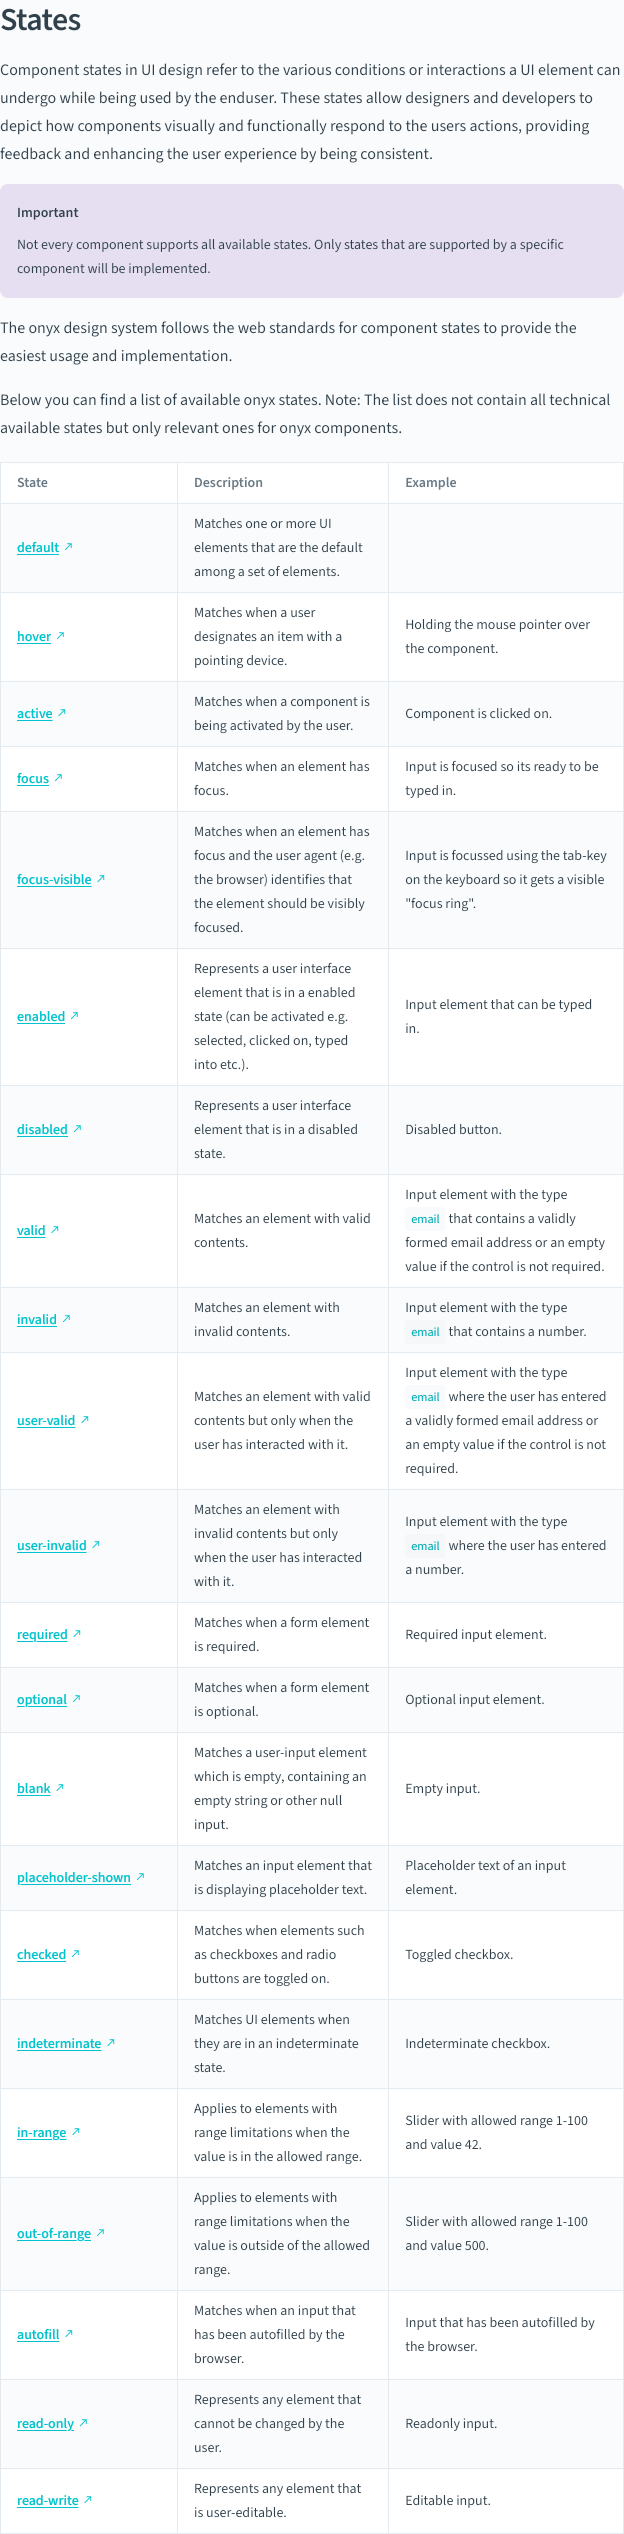 States
Component states in UI design refer to the various conditions or interactions a UI element can
undergo while being used by the enduser. These states allow designers and developers to
depict how components visually and functionally respond to the users actions, providing
feedback and enhancing the user experience by being consistent.
Important
Not every component supports all available states. Only states that are supported by a specific
component will be implemented.
The onyx design system follows the web standards for component states to provide the
easiest usage and implementation.
Below you can find a list of available onyx states. Note: The list does not contain all technical
available states but only relevant ones for onyx components.
State
Description
Example
default ↗
Matches one or more UI
elements that are the default
among a set of elements.
hover ↗
Matches when a user
designates an item with a
pointing device.
Holding the mouse pointer over
the component.
active ↗
Matches when a component is
being activated by the user.
Component is clicked on.
focus ↗
Matches when an element has
focus.
Input is focused so its ready to be
typed in.
focus-visible ↗
Matches when an element has
focus and the user agent (e.g.
the browser) identifies that
the element should be visibly
focused.
Input is focussed using the tab-key
on the keyboard so it gets a visible
"focus ring".
enabled ↗
Represents a user interface
element that is in a enabled
state (can be activated e.g.
selected, clicked on, typed
into etc.).
Input element that can be typed
in.
disabled ↗
Represents a user interface
element that is in a disabled
state.
Disabled button.
valid ↗
Matches an element with valid
contents.
Input element with the type
email that contains a validly
formed email address or an empty
value if the control is not required.
invalid ↗
Matches an element with
invalid contents.
Input element with the type
email that contains a number.
user-valid ↗
Matches an element with valid
contents but only when the
user has interacted with it.
Input element with the type
email where the user has entered
a validly formed email address or
an empty value if the control is not
required.
user-invalid ↗
Matches an element with
invalid contents but only
when the user has interacted
with it.
Input element with the type
email where the user has entered
a number.
required ↗
Matches when a form element
is required.
Required input element.
optional ↗
Matches when a form element
is optional.
Optional input element.
blank ↗
Matches a user-input element
which is empty, containing an
empty string or other null
input.
Empty input.
placeholder-shown ↗
Matches an input element that
is displaying placeholder text.
Placeholder text of an input
element.
checked ↗
Matches when elements such
as checkboxes and radio
buttons are toggled on.
Toggled checkbox.
indeterminate ↗
Matches UI elements when
they are in an indeterminate
state.
Indeterminate checkbox.
in-range ↗
Applies to elements with
range limitations when the
value is in the allowed range.
Slider with allowed range 1-100
and value 42.
out-of-range ↗
Applies to elements with
range limitations when the
value is outside of the allowed
range.
Slider with allowed range 1-100
and value 500.
autofill ↗
Matches when an input that
has been autofilled by the
browser.
Input that has been autofilled by
the browser.
read-only ↗
Represents any element that
cannot be changed by the
user.
Readonly input.
read-write ↗
Represents any element that
is user-editable.
Editable input.